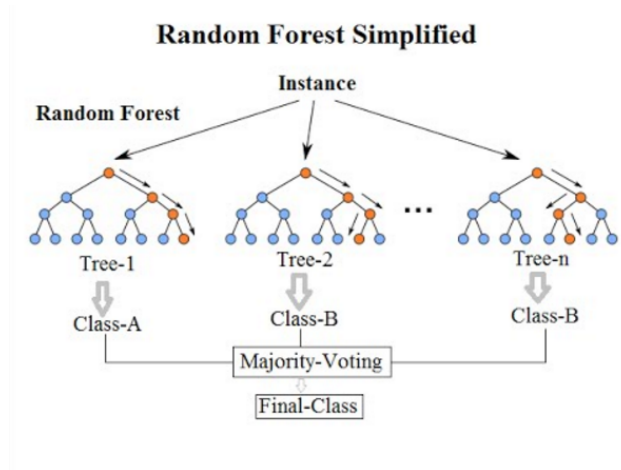 Random Forest Simplified
Instance
Random Forest
...
Tree-1
Tree-2
Tree-n
Class-A
Class-B
Class-B
Majority-Voting
Final-Class